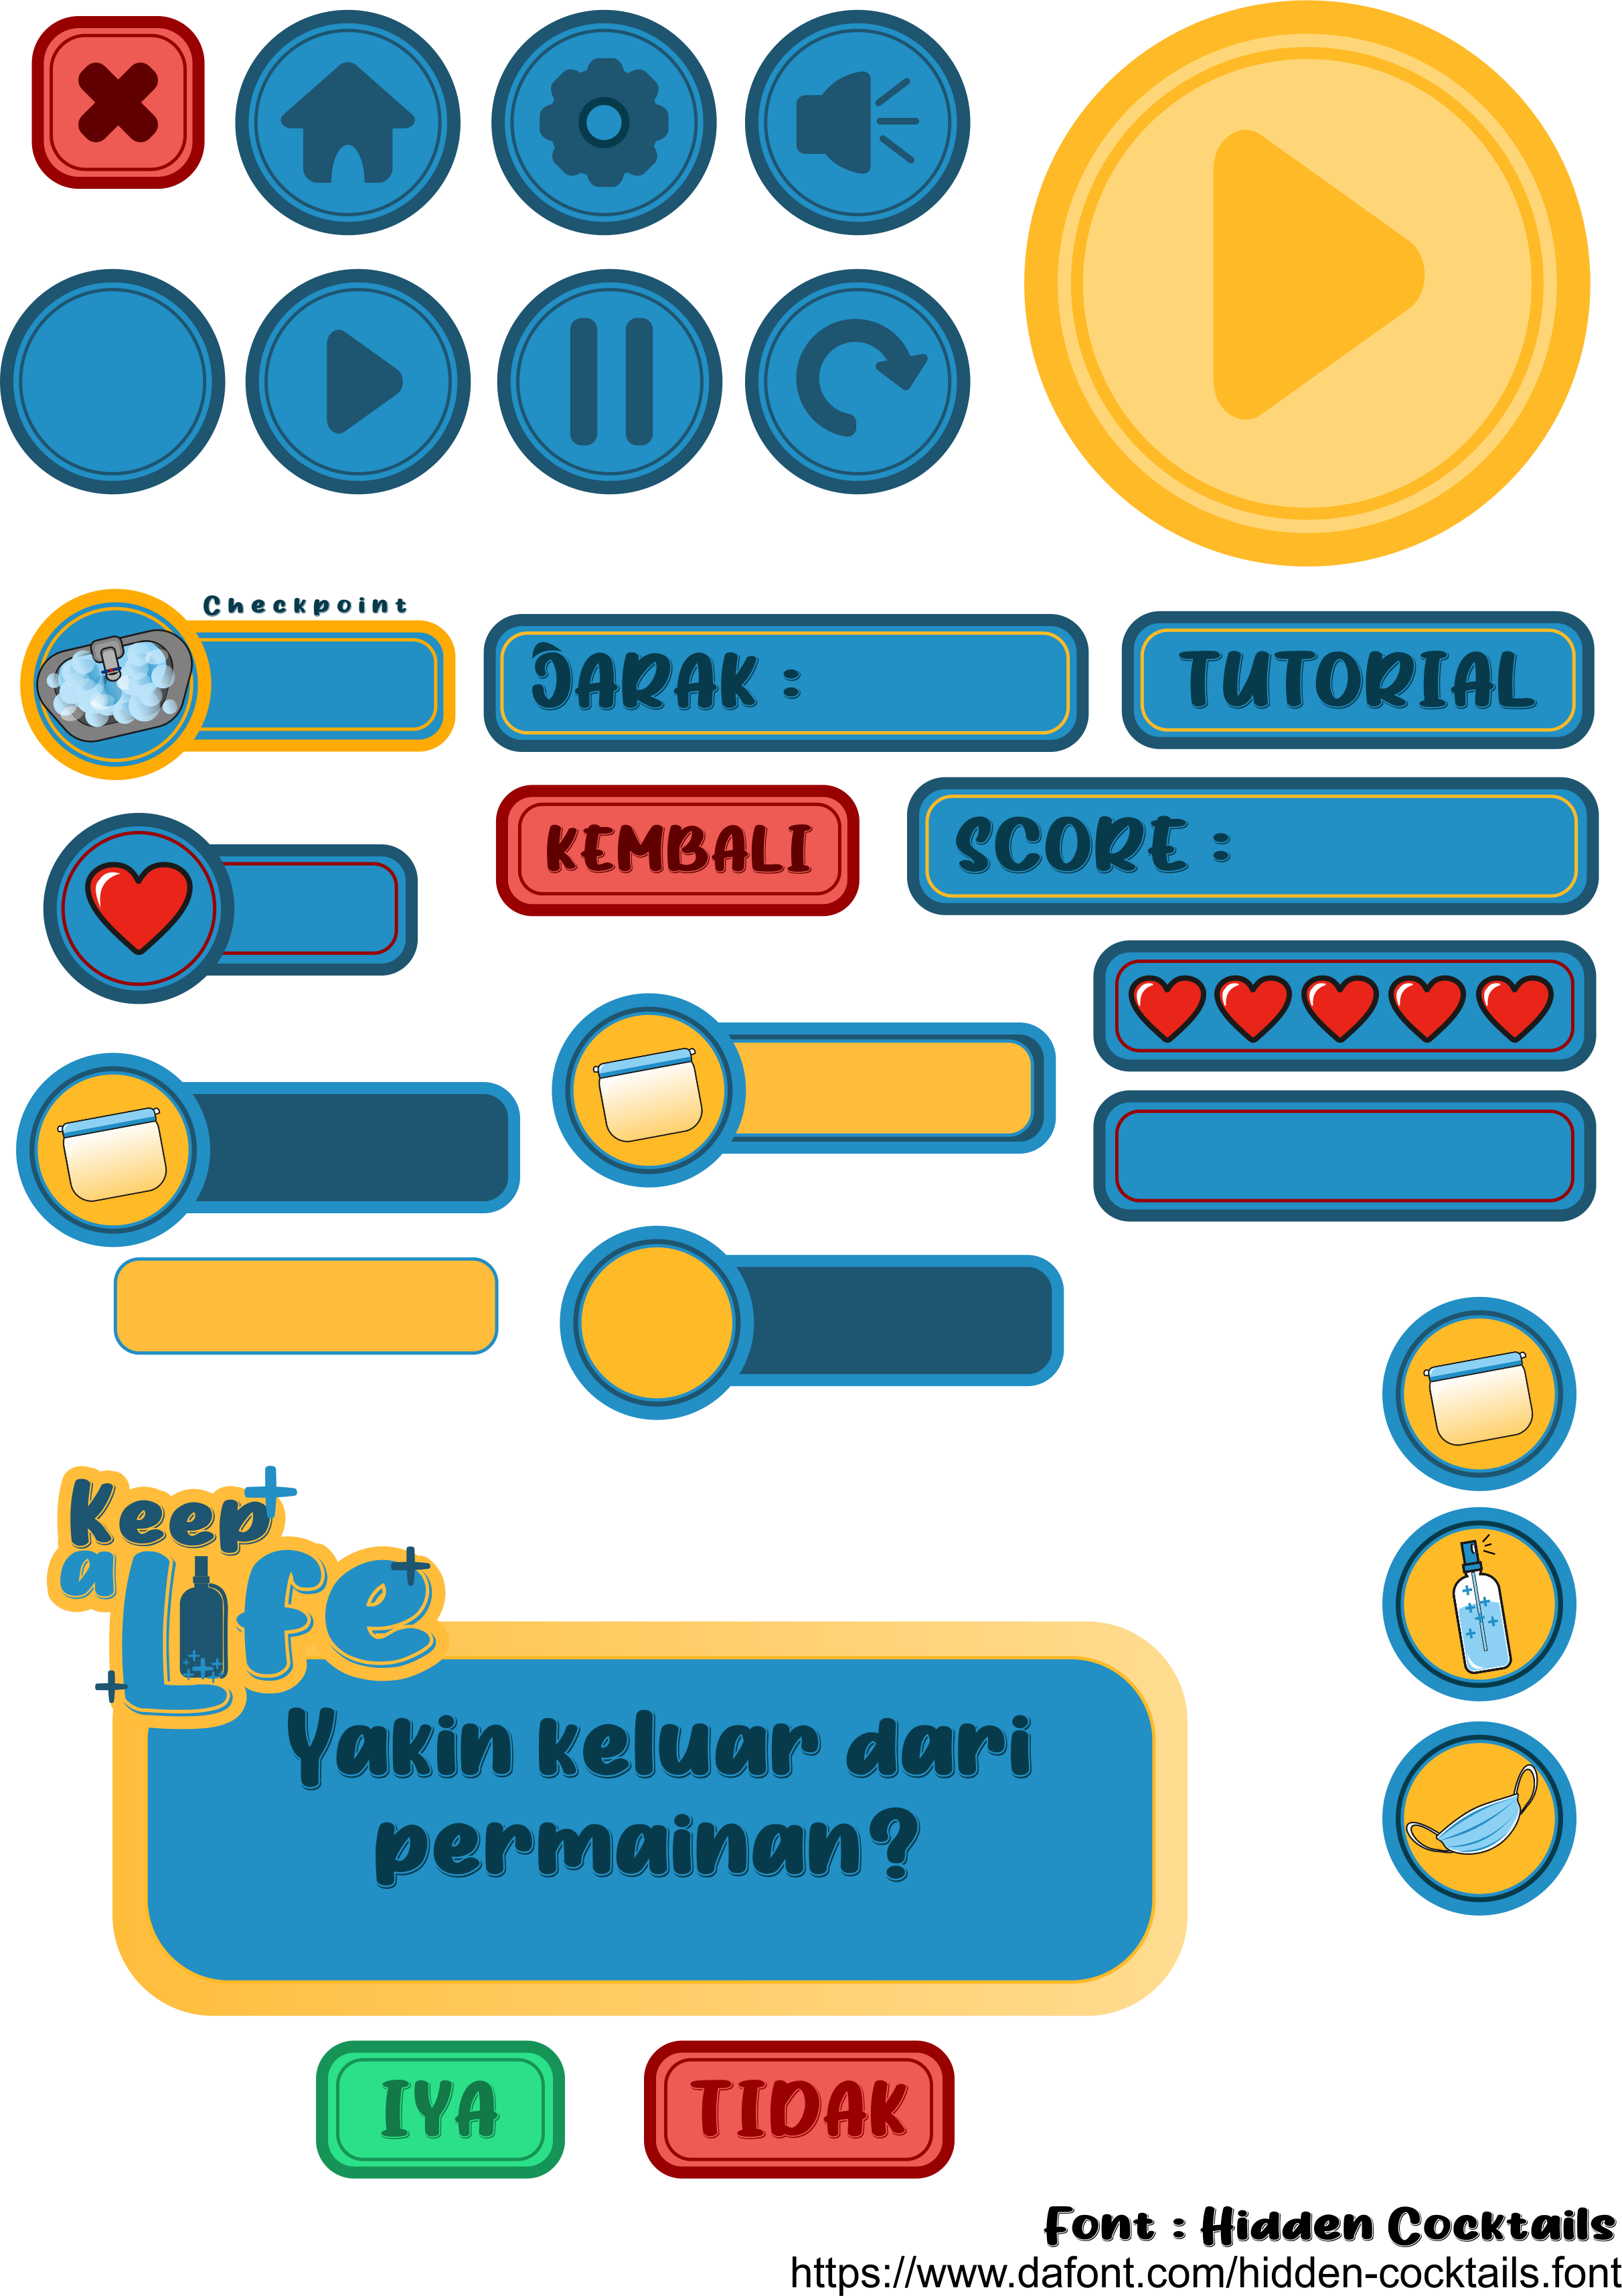 Checkpoint
JARAK :
TUTORIAL
KEMBALI
SCORE :
Keep
a Life
Yakin keluar dari
permainan?
IYA
TIDAK
Font : Hidden Cocktails
https://www.dafont.com/hidden-cocktails.font